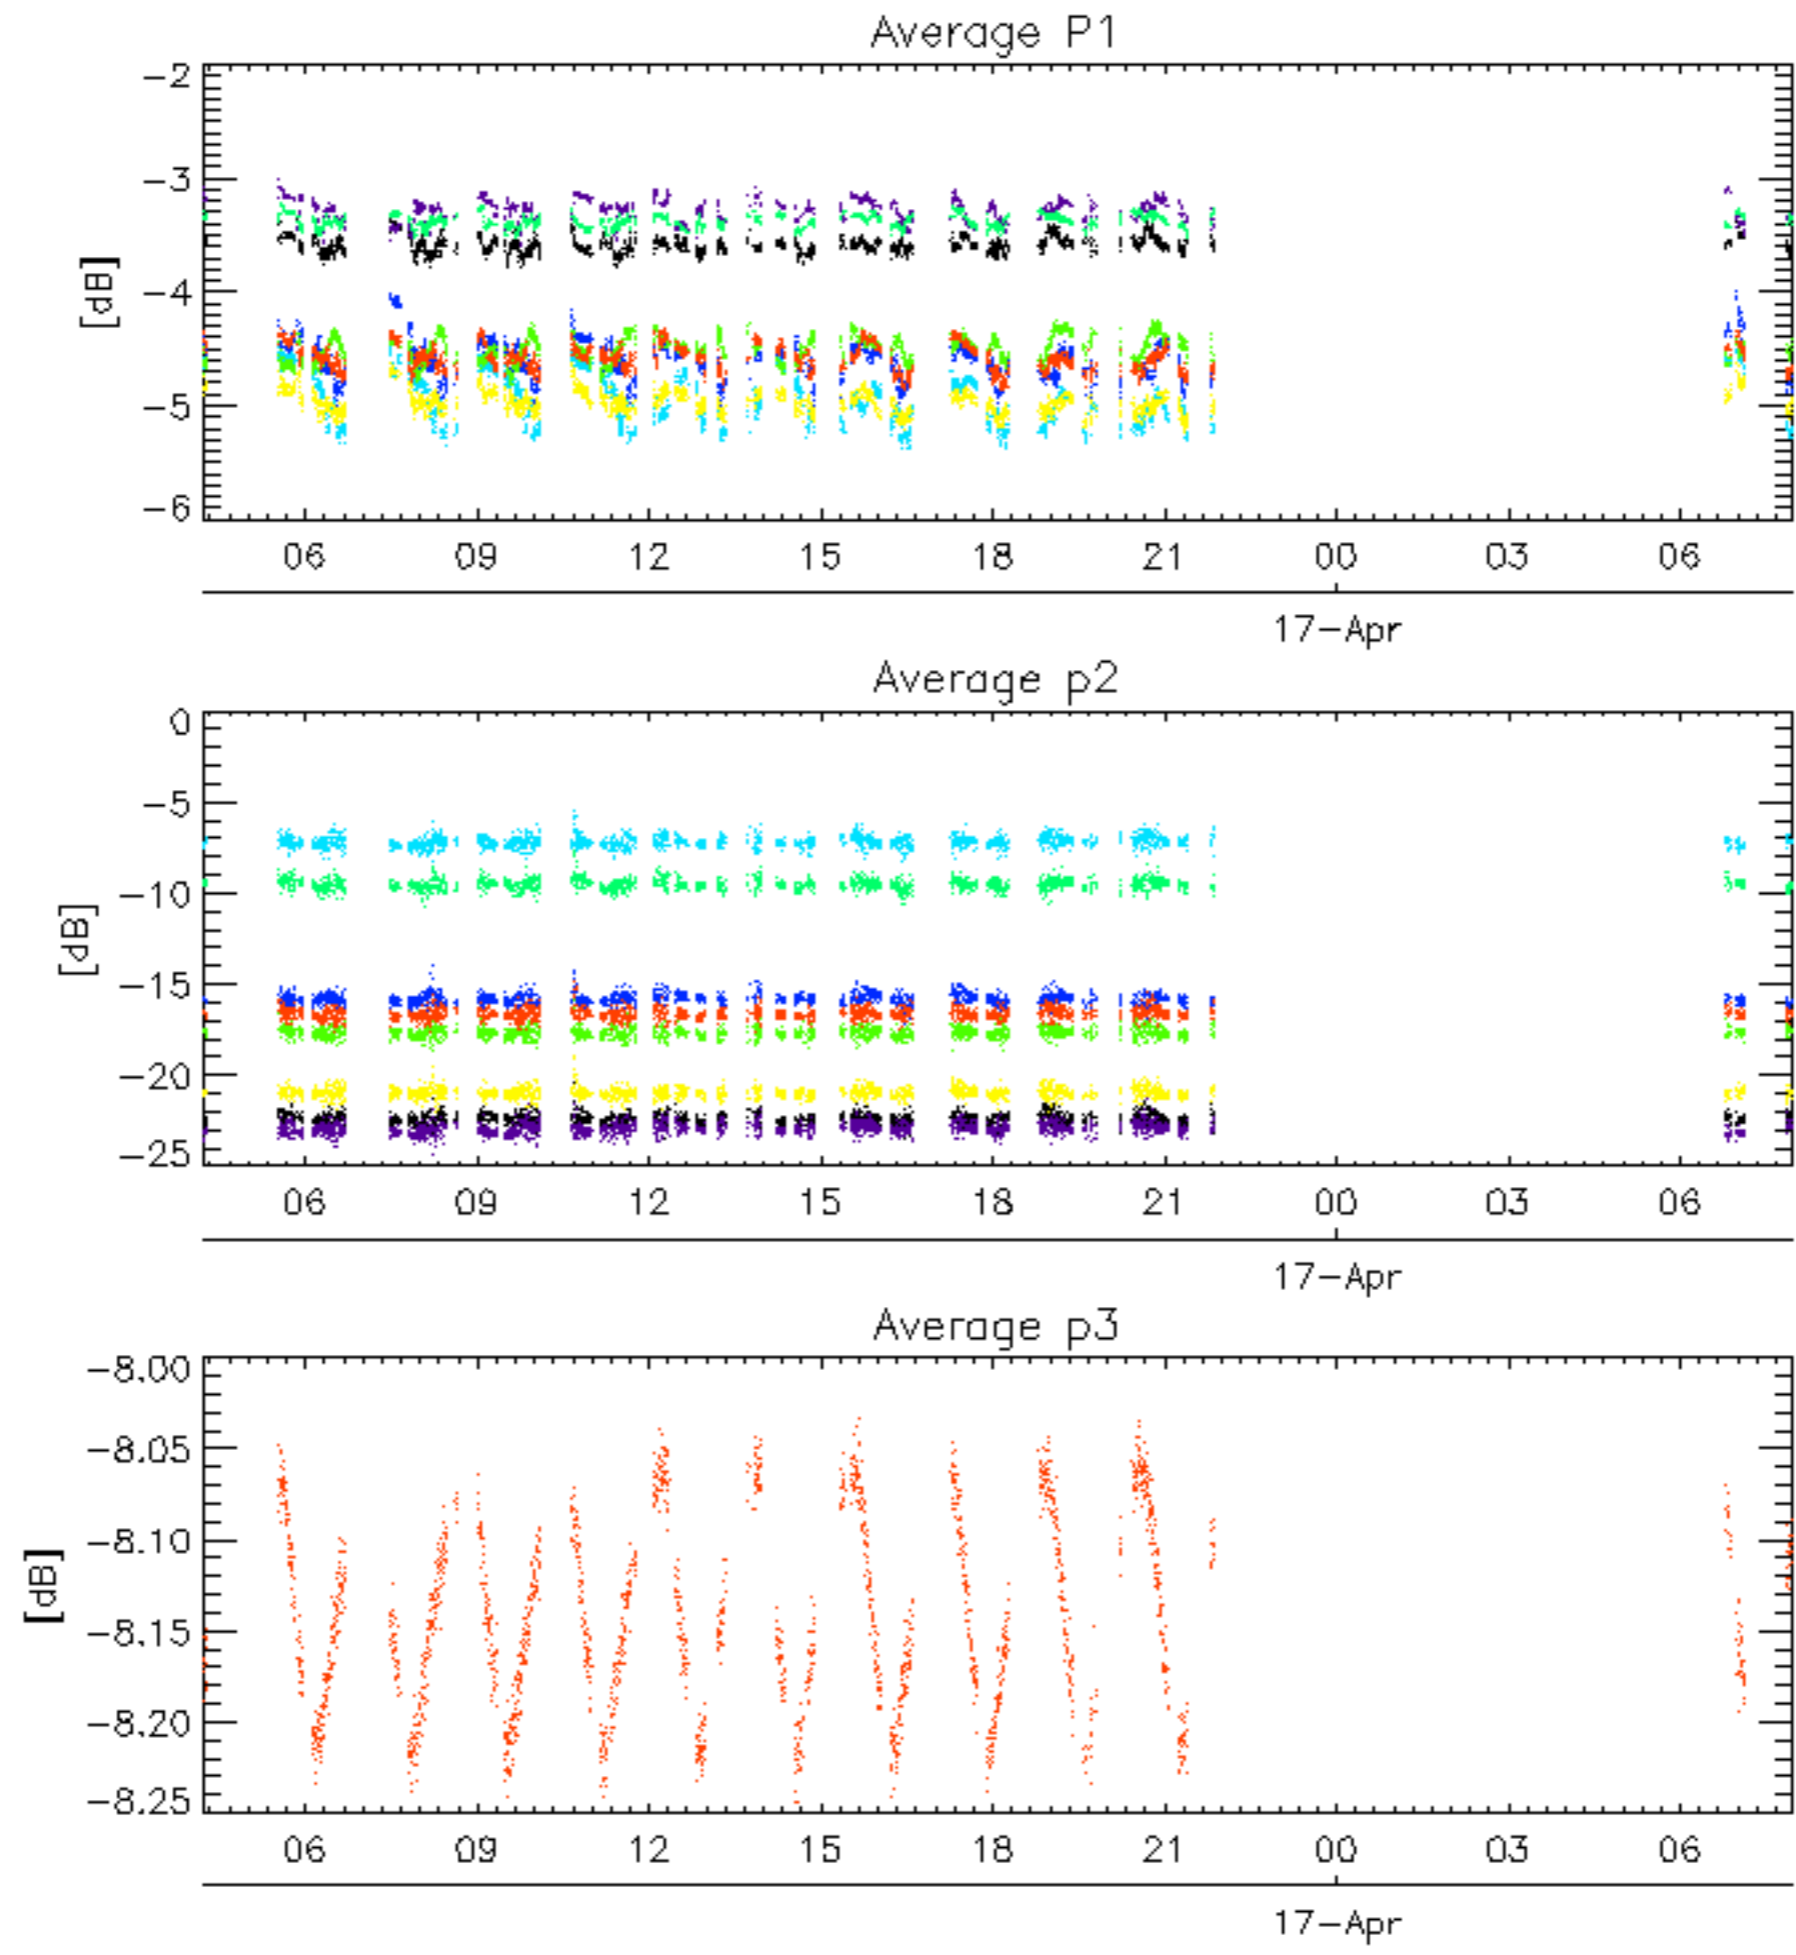 Average P1
-2
-3
-4
-5
-6
[dB]
06 09 12 15 18 21 00 03 06
17-Apr
Average p2
0
-5
-10
-15
-20
-25
[dB]
06 09 12 15 18 21 00 03 06
17-Apr
Average p3
-8.00
-8.05
-8.10
-8.15
-8.20
-8.25
[dB]
06 09 12 15 18 21 00 03 06
17-Apr